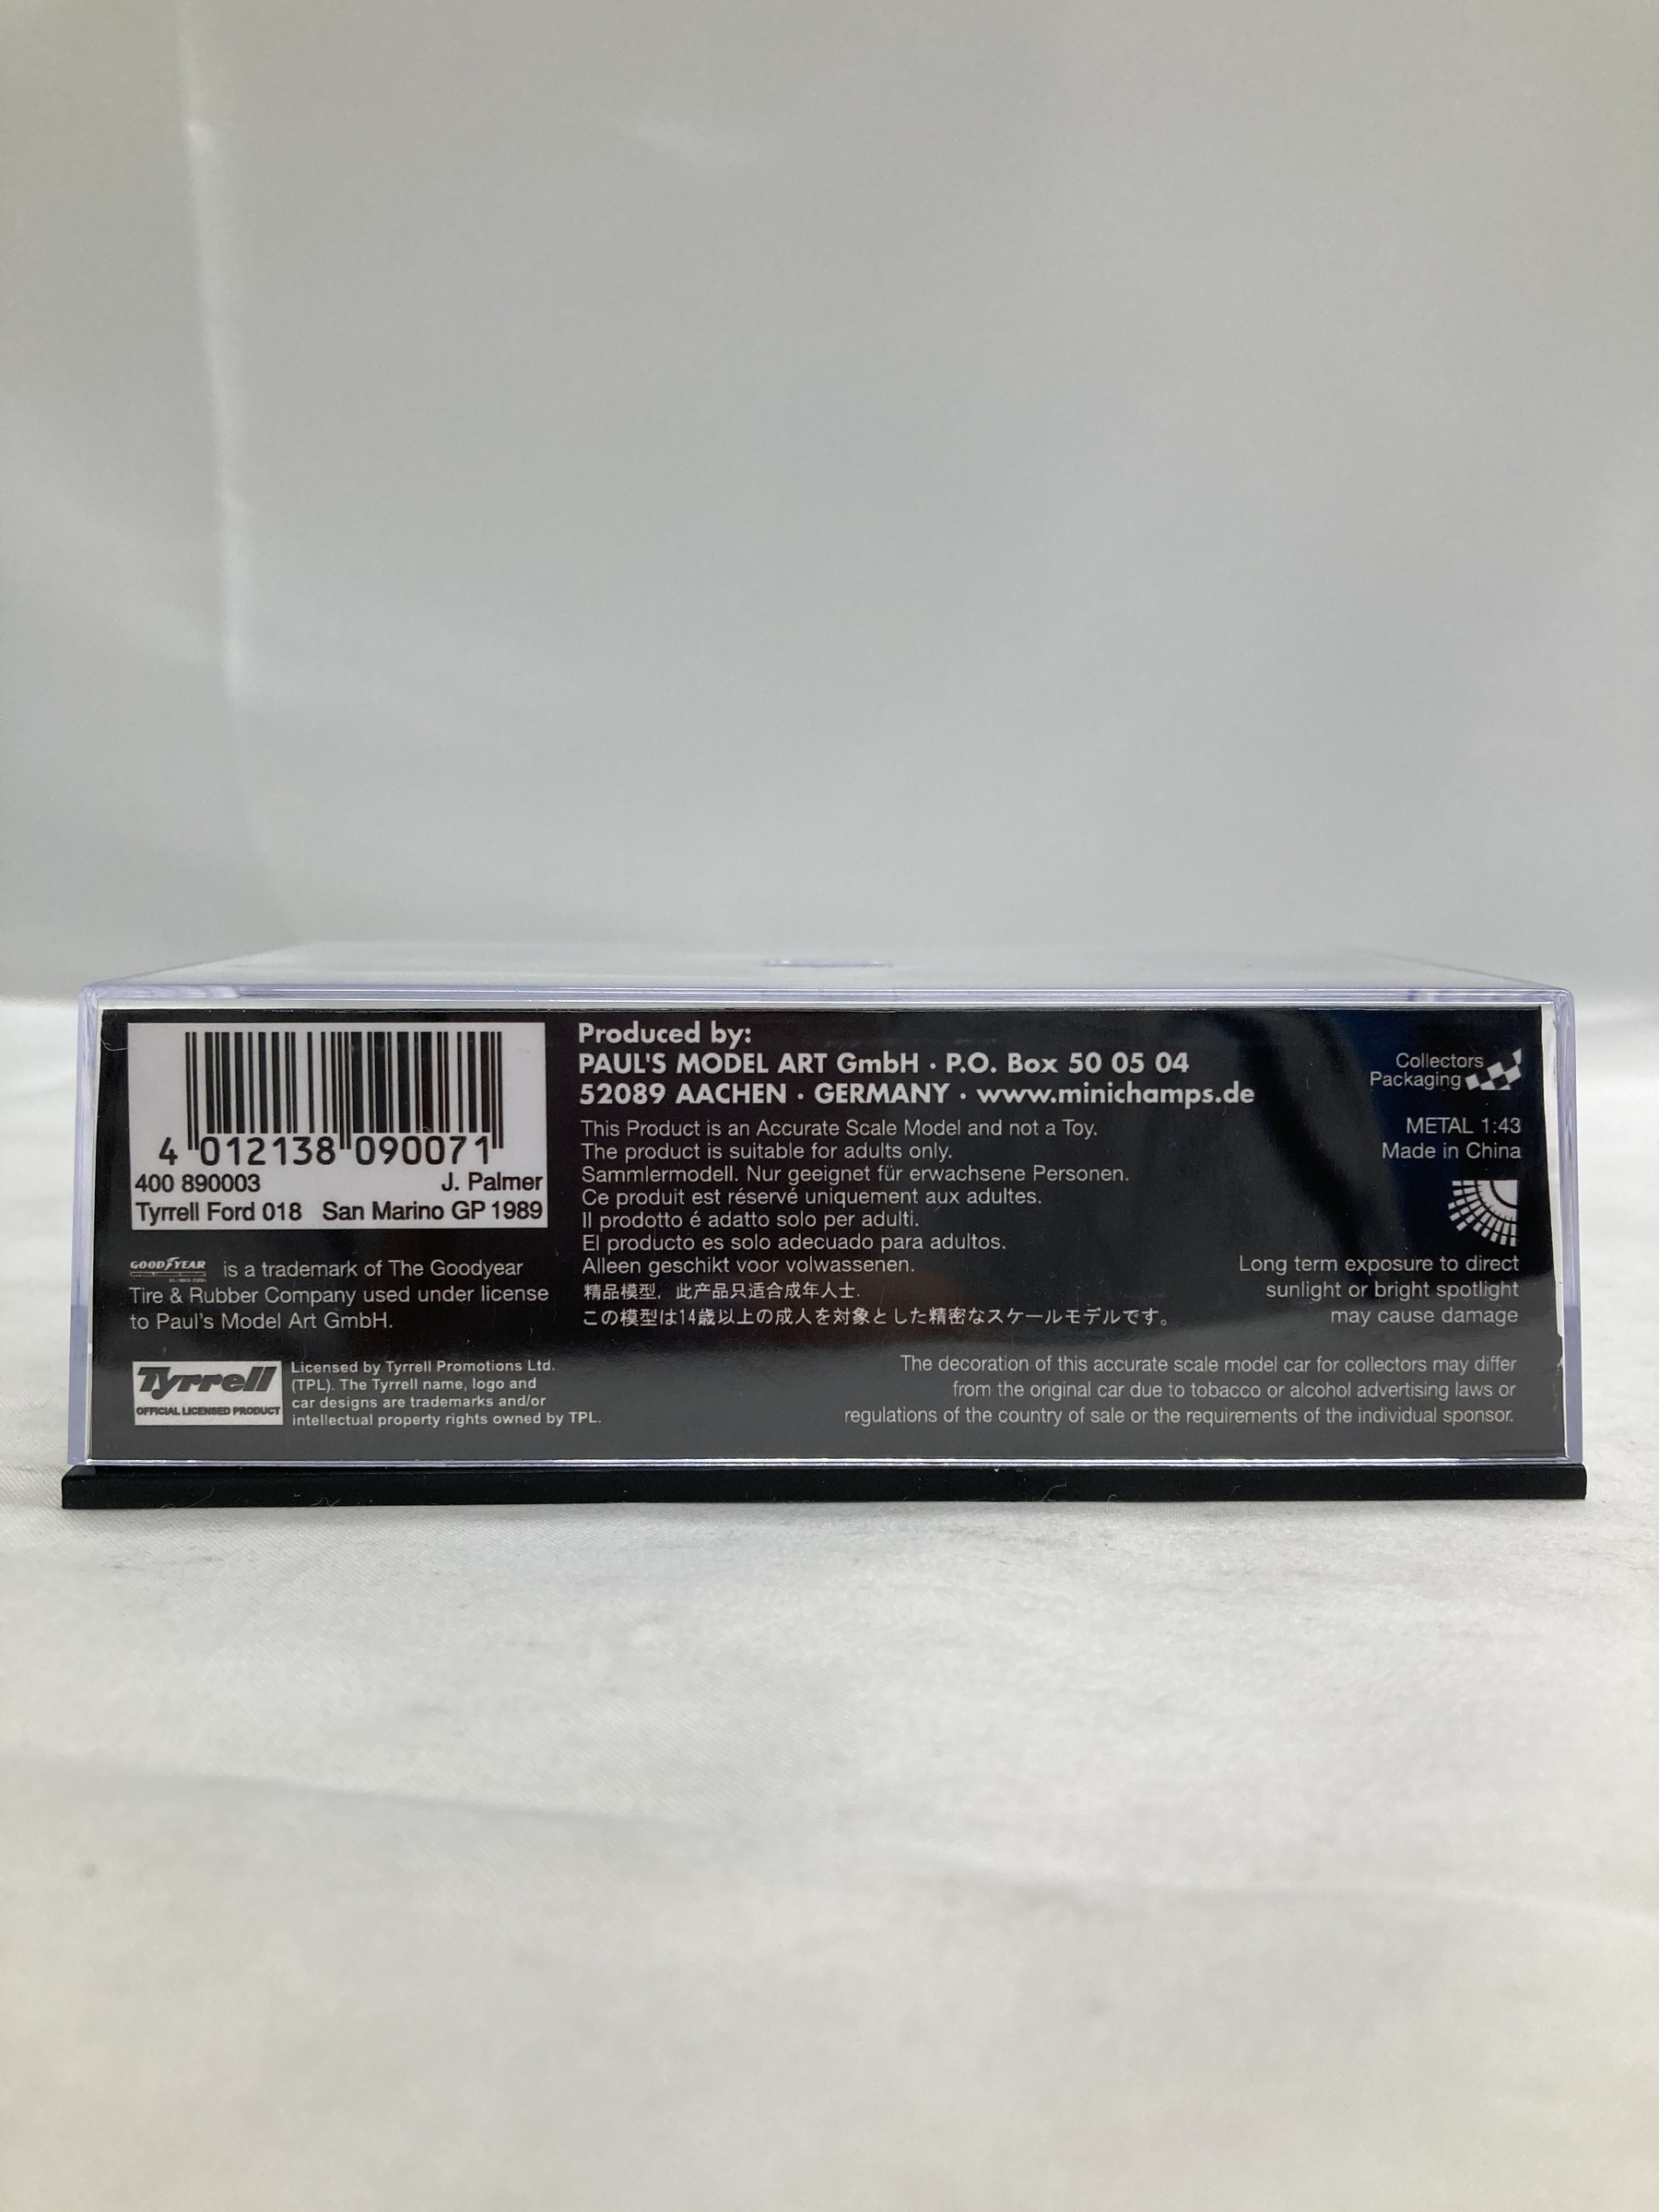 4 012138 090071
400 890003 J. Palmer
Tyrrell Ford 018 San Marino GP 1989
GOODYEAR is a trademark of The Goodyear
Tire & Rubber Company used under license
to Paul's Model Art GmbH.
Tyrrell
OFFICIAL LICENSED PRODUCT
Licensed by Tyrrell Promotions Ltd.
(TPL). The Tyrrell name, logo and
car designs are trademarks and/or
intellectual property rights owned by TPL.
Produced by:
PAUL'S MODEL ART GmbH · P.O. Box 50 05 04
52089 AACHEN · GERMANY · www.minichamps.de
This Product is an Accurate Scale Model and not a Toy.
The product is suitable for adults only.
Sammlermodell. Nur geeignet für erwachsene Personen.
Ce produit est réservé uniquement aux adultes.
Il prodotto é adatto solo per adulti.
El producto es solo adecuado para adultos.
Alleen geschikt voor volwassenen.
精品模型, 此产品只适合成年人士.
この模型は14歳以上の成人を対象とした精密なスケールモデルです。
Collectors
Packaging
METAL 1:43
Made in China
Long term exposure to direct
sunlight or bright spotlight
may cause damage
The decoration of this accurate scale model car for collectors may differ
from the original car due to tobacco or alcohol advertising laws or
regulations of the country of sale or the requirements of the individual sponsor.